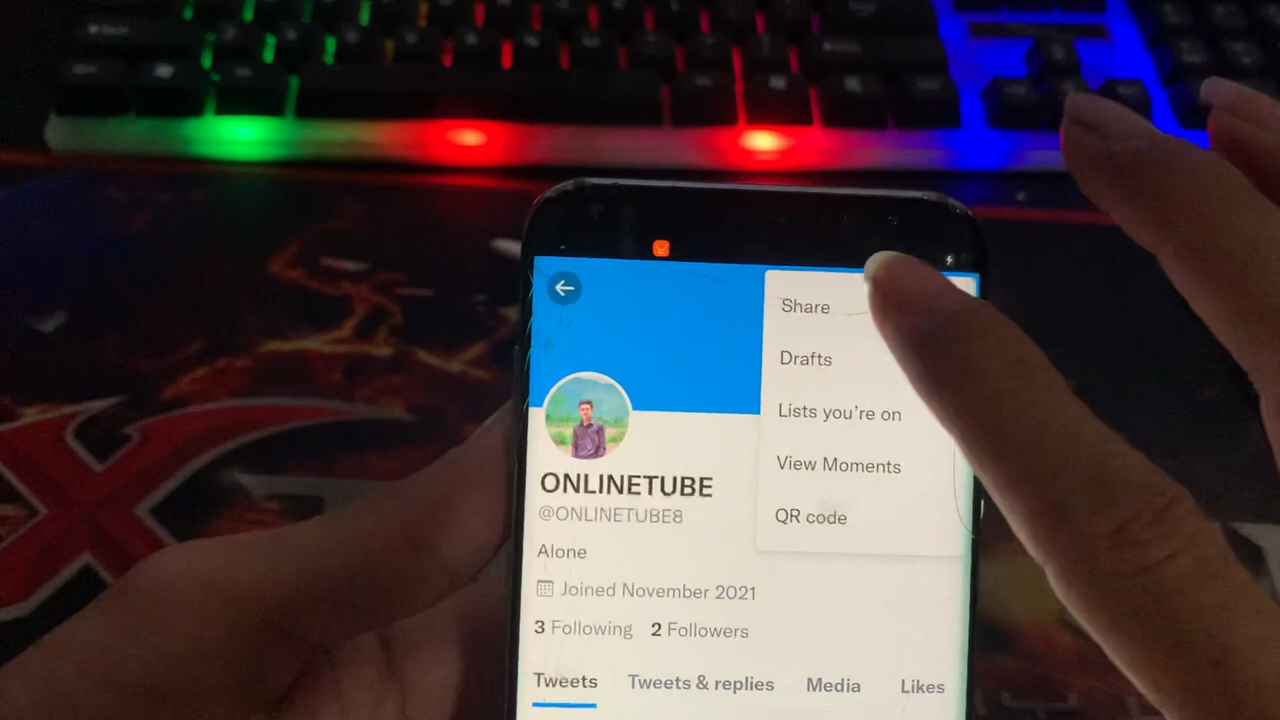 Share
Drafts
Lists you're on
View Moments
QR code
ONLINETUBE
@ONLINETUBE8
Alone
Joined November 2021
3 Following 2 Followers
Tweets Tweets & replies Media Likes